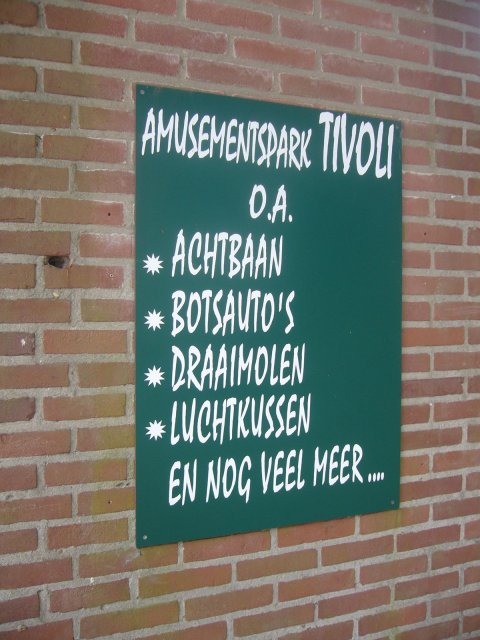 AMUSEMENTSPARK TIVOLI
O.A.
ACHTBAAN
BOTSAUTO'S
DRAAIMOLEN
LUCHTKUSSEN
EN NOG VEEL MEER....